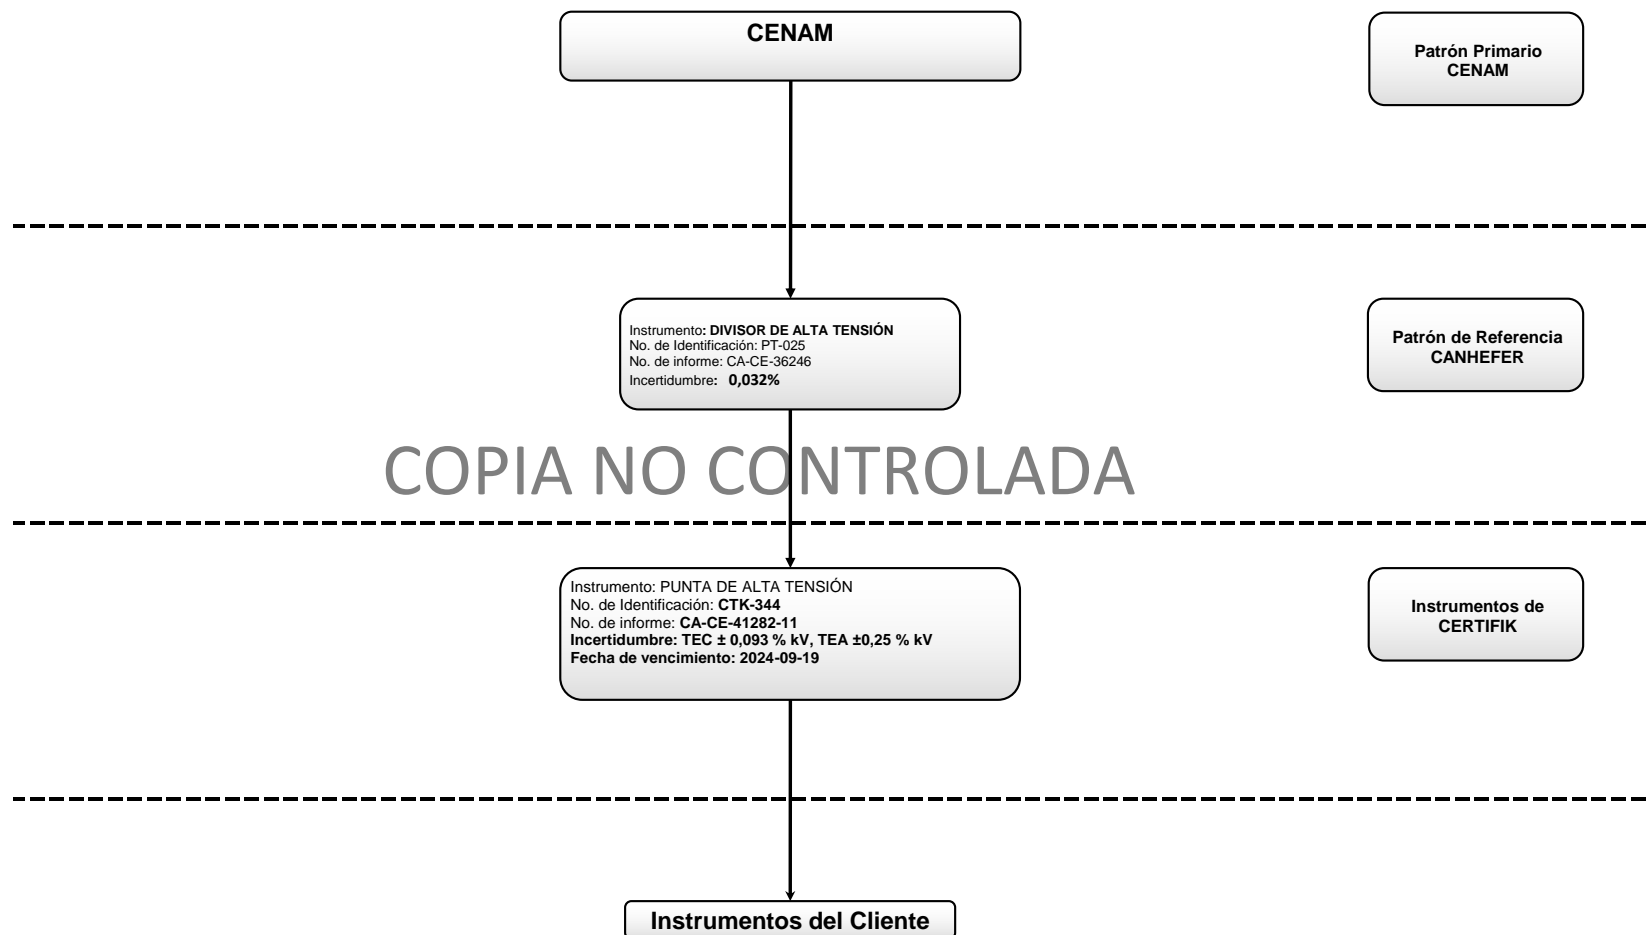 CENAM
Patrón Primario
CENAM
Instrumento: DIVISOR DE ALTA TENSIÓN
No. de Identificación: PT-025
No. de informe: CA-CE-36246
Incertidumbre: 0,032%
Patrón de Referencia
CANHEFER
COPIA NO CONTROLADA
Instrumento: PUNTA DE ALTA TENSIÓN
No. de Identificación: CTK-344
No. de informe: CA-CE-41282-11
Incertidumbre: TEC ± 0,093 % kV, TEA ±0,25 % kV
Fecha de vencimiento: 2024-09-19
Instrumentos de
CERTIFIK
Instrumentos del Cliente